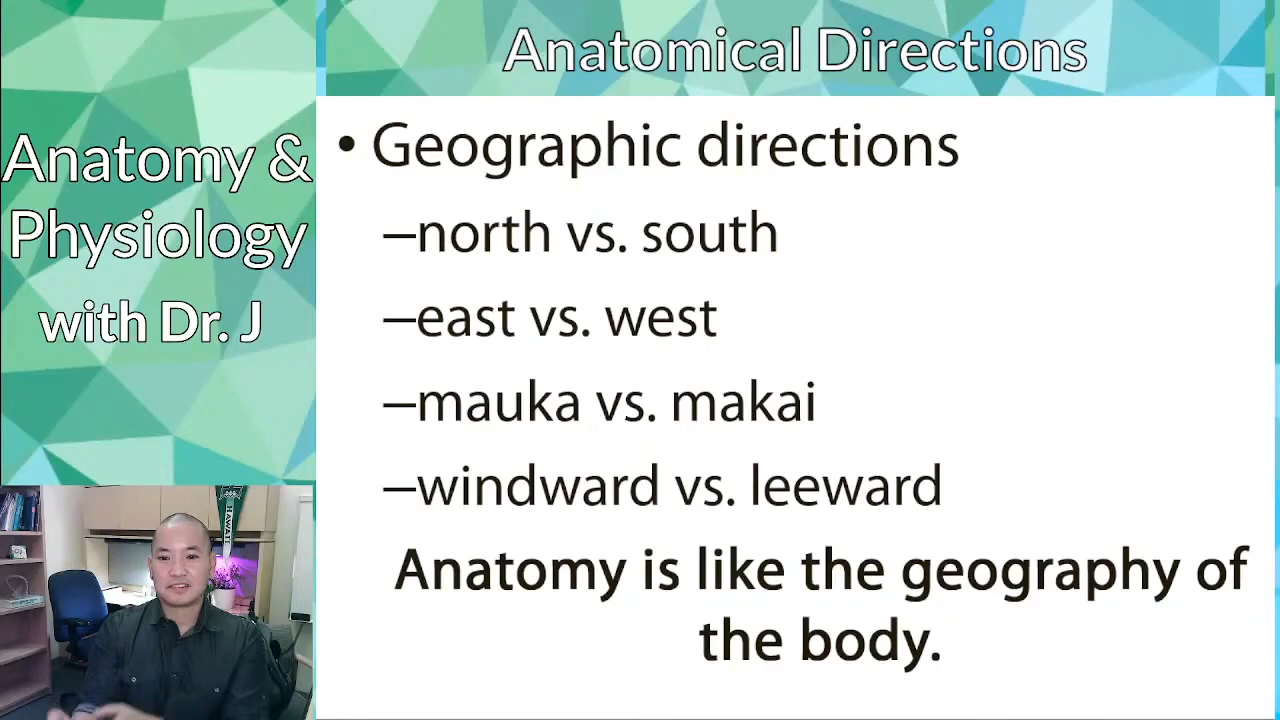 Anatomy &
Physiology
with Dr. J
HAWAI'I
Anatomical Directions
• Geographic directions
–north vs. south
–east vs. west
–mauka vs. makai
–windward vs. leeward
Anatomy is like the geography of
the body.